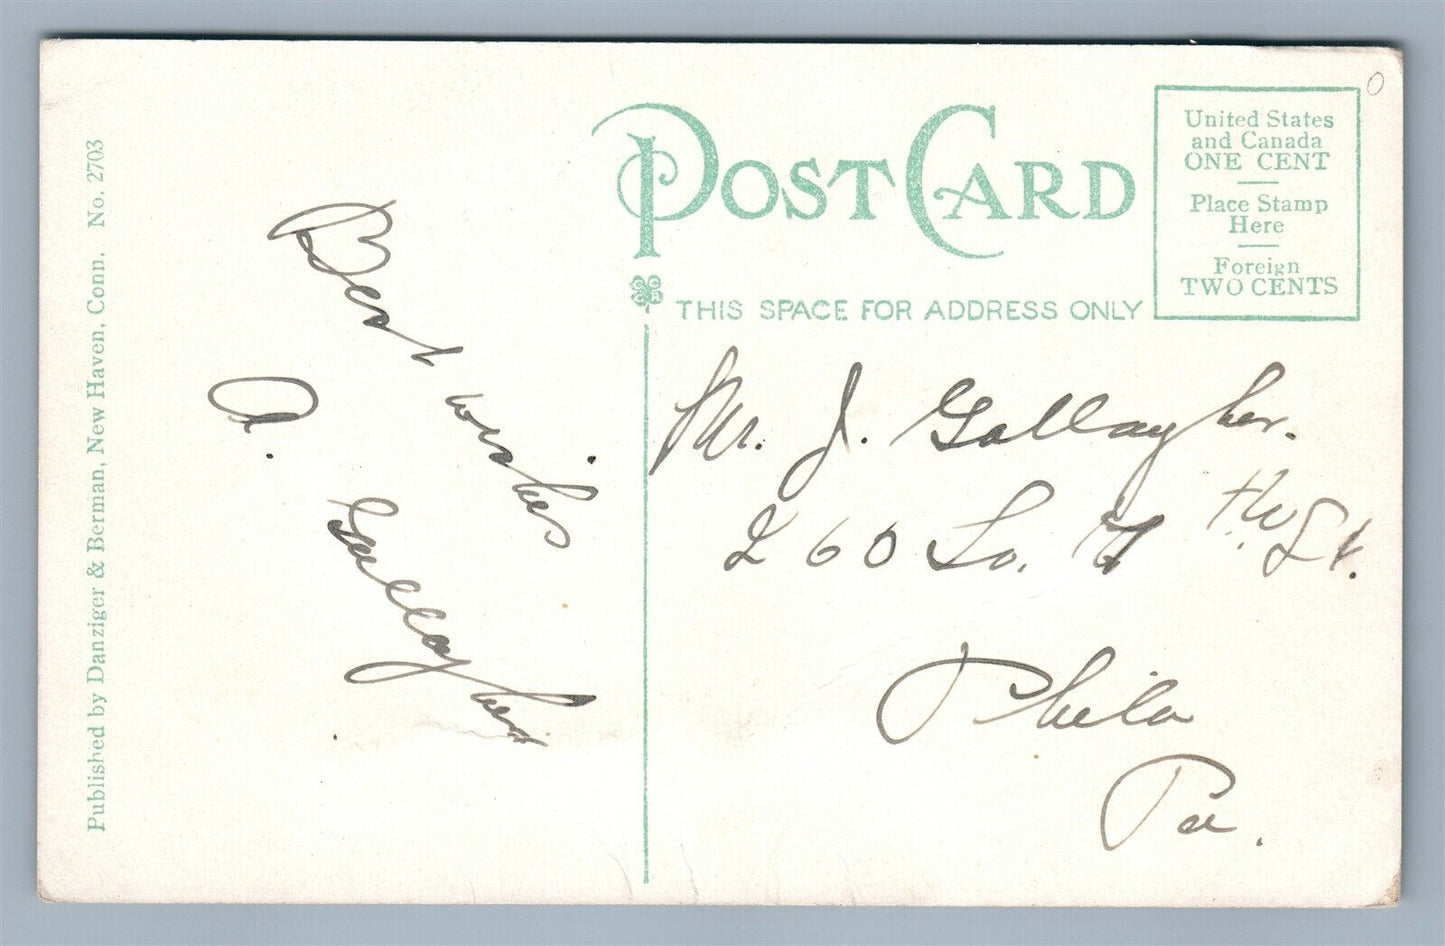 Published by Danziger & Berman, New Haven, Conn. No. 2703
Best wishes
A. Gallagher
POST CARD
THIS SPACE FOR ADDRESS ONLY
United States
and Canada
ONE CENT
Place Stamp
Here
Foreign
TWO CENTS
Mr. J. Gallagher.
260 So. St.
Phila
Pa.